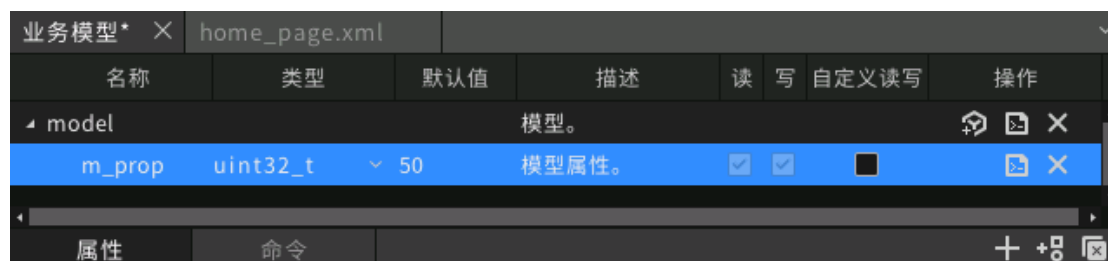 业务模型* home_page.xml
名称 类型 默认值 描述 读 写 自定义读写 操作
model 模型。
m_prop uint32_t 50 模型属性。
属性 命令